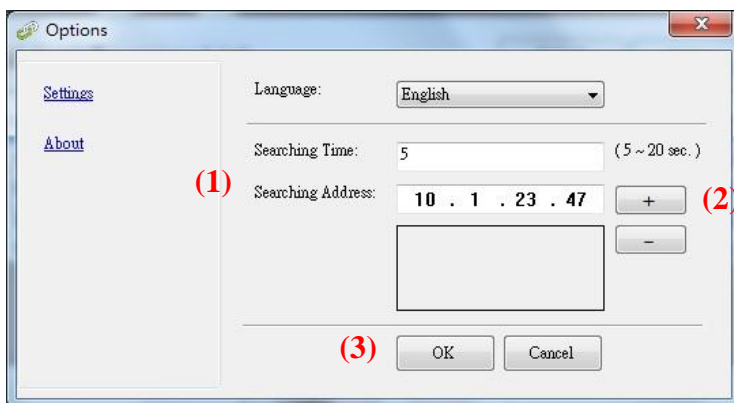 Options
Settings
About
Language:
English
Searching Time:
5
( 5 ~ 20 sec. )
(1)
Searching Address:
10 . 1 . 23 . 47
+
(2)
-
(3)
OK
Cancel